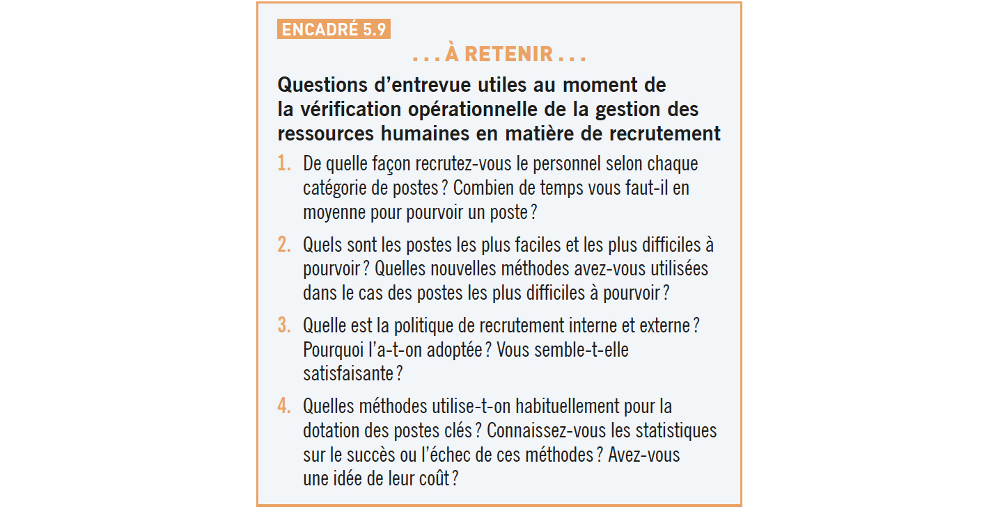 ENCADRÉ 5.9
...À RETENIR...
Questions d’entrevue utiles au moment de
la vérification opérationnelle de la gestion des
ressources humaines en matière de recrutement
1. De quelle façon recrutez-vous le personnel selon chaque
catégorie de postes ? Combien de temps vous faut-il en
moyenne pour pourvoir un poste ?
2. Quels sont les postes les plus faciles et les plus difficiles à
pourvoir ? Quelles nouvelles méthodes avez-vous utilisées
dans le cas des postes les plus difficiles à pourvoir ?
3. Quelle est la politique de recrutement interne et externe ?
Pourquoi l’a-t-on adoptée ? Vous semble-t-elle
satisfaisante ?
4. Quelles méthodes utilise-t-on habituellement pour la
dotation des postes clés ? Connaissez-vous les statistiques
sur le succès ou l’échec de ces méthodes ? Avez-vous
une idée de leur coût ?